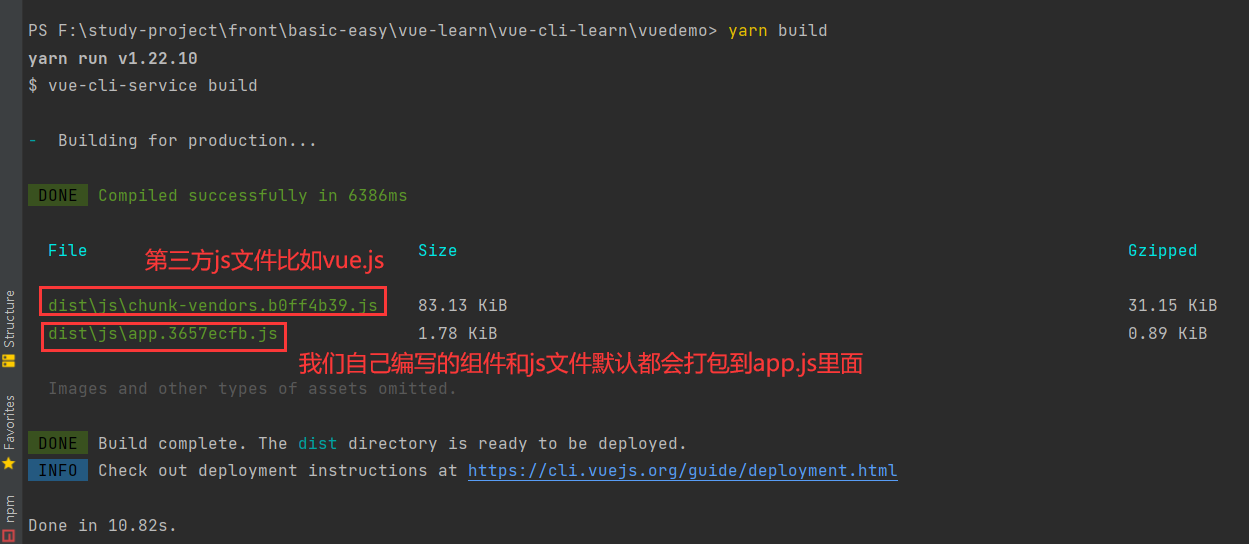 PS F:\study-project\front\basic-easy\vue-learn\vue-cli-learn\vuedemo> yarn build
yarn run v1.22.10
$ vue-cli-service build
- Building for production...
DONE Compiled successfully in 6386ms
File Size Gzipped
第三方js文件比如vue.js
dist\js\chunk-vendors.b0ff4b39.js 83.13 KiB 31.15 KiB
dist\js\app.3657ecfb.js 1.78 KiB 0.89 KiB
我们自己编写的组件和js文件默认都会打包到app.js里面
Images and other types of assets omitted.
DONE Build complete. The dist directory is ready to be deployed.
INFO Check out deployment instructions at https://cli.vuejs.org/guide/deployment.html
Done in 10.82s.
Structure
Favorites
npm